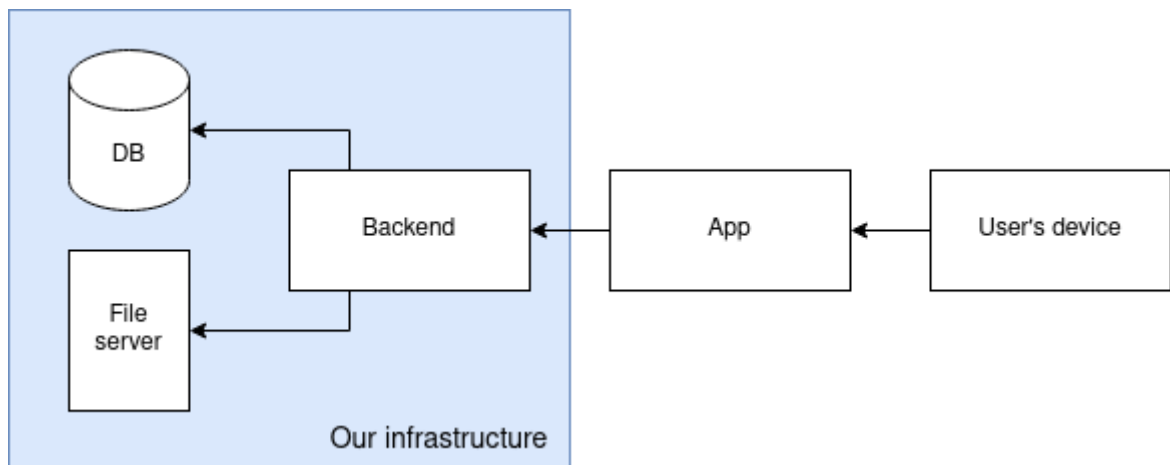 DB
Backend
App
User's device
File
server
Our infrastructure